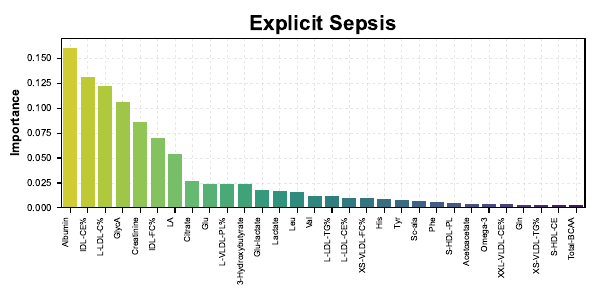 Explicit Sepsis
Importance
0.150
0.125
0.100
0.075
0.050
0.025
0.000
Albumin
IDL-CE%
L-LDL-C%
GlycA
Creatinine
IDL-FC%
LA
Citrate
Glu
L-VLDL-PL%
3-Hydroxybutyrate
Glu-lactate
Lactate
Leu
Val
L-LDL-TG%
L-LDL-CE%
XS-VLDL-FC%
His
Tyr
Sc-ala
Phe
S-HDL-PL
Acetoacetate
Omega-3
XXL-VLDL-CE%
Gln
XS-VLDL-TG%
S-HDL-CE
Total-BCAA